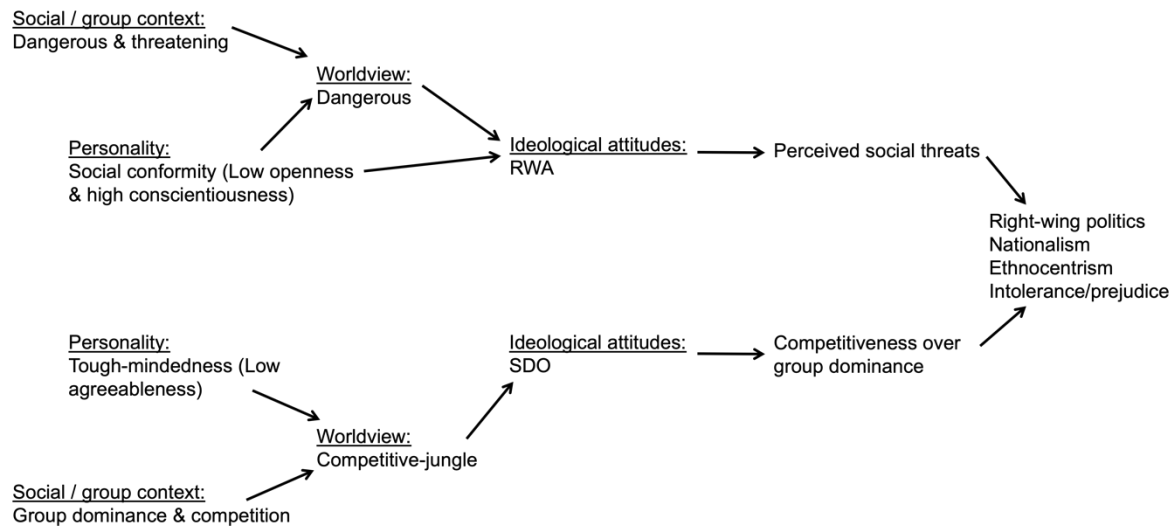 Social / group context:
Dangerous & threatening
Worldview:
Dangerous
Personality:
Social conformity (Low openness
& high conscientiousness)
Ideological attitudes:
RWA
Perceived social threats
Right-wing politics
Nationalism
Ethnocentrism
Intolerance/prejudice
Personality:
Tough-mindedness (Low
agreeableness)
Ideological attitudes:
SDO
Competitiveness over
group dominance
Worldview:
Competitive-jungle
Social / group context:
Group dominance & competition